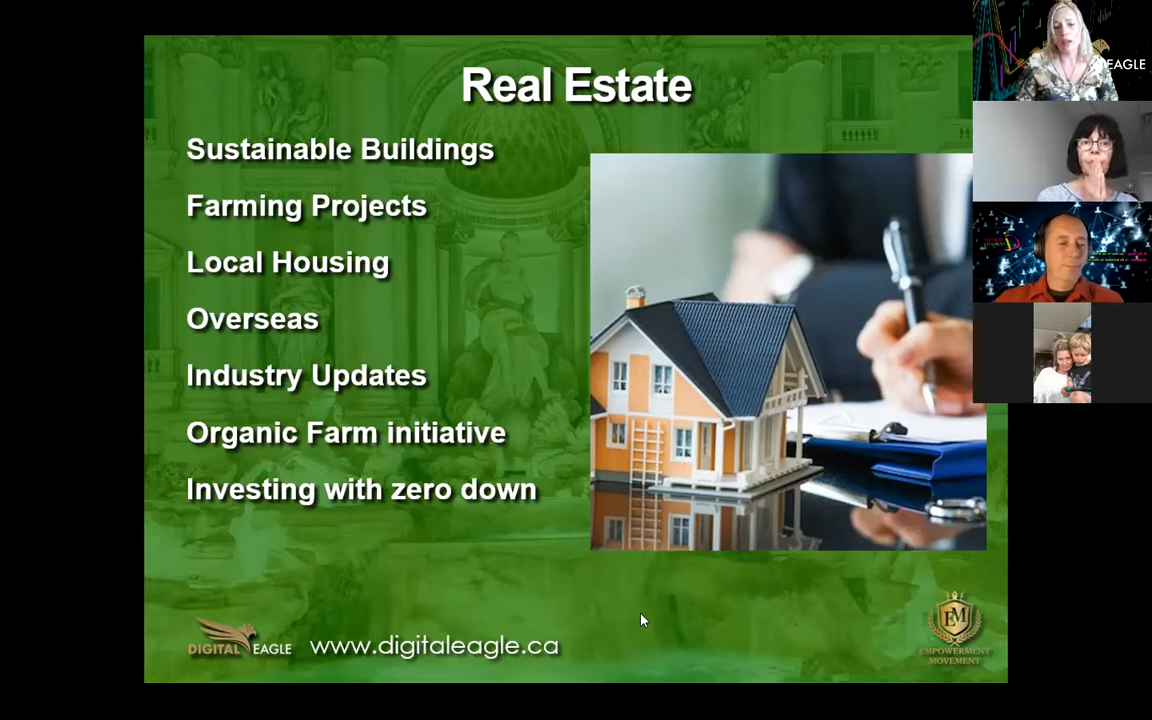 Real Estate
Sustainable Buildings
Farming Projects
Local Housing
Overseas
Industry Updates
Organic Farm initiative
Investing with zero down
DIGITAL EAGLE
www.digitaleagle.ca
EM
EMPOWERMENT
MOVEMENT
EAGLE